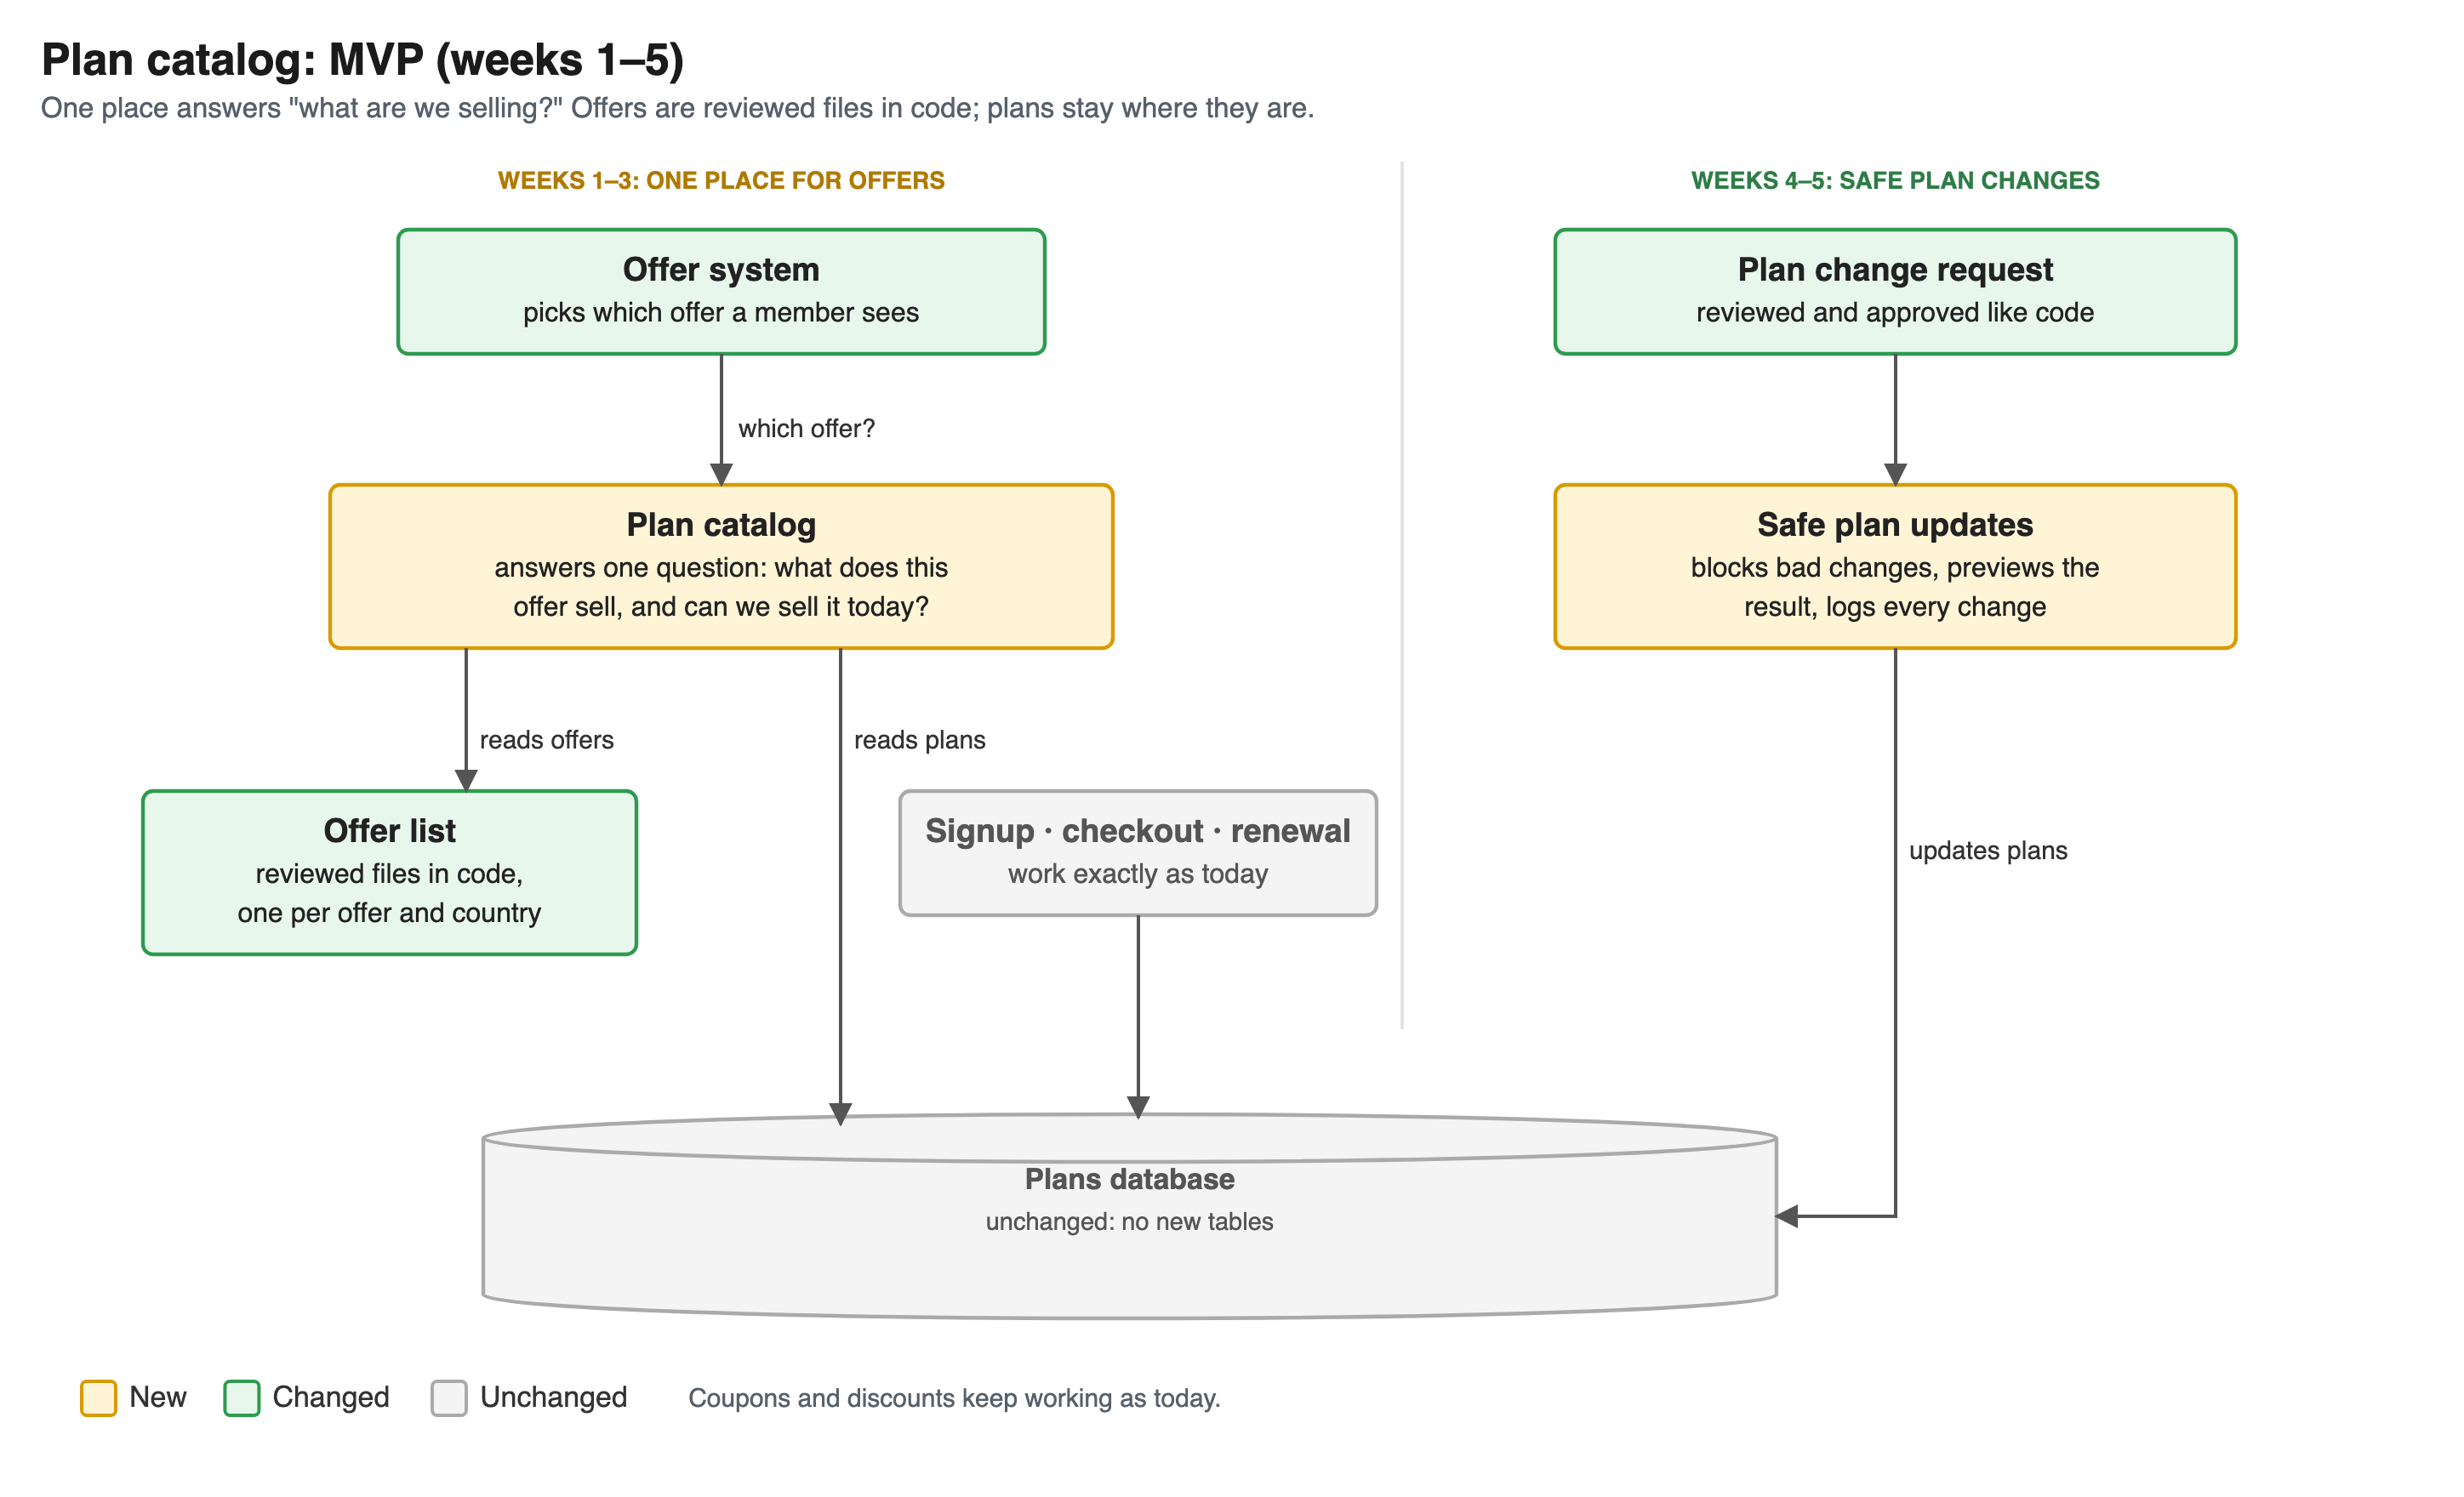 Plan catalog: MVP (weeks 1–5)
One place answers "what are we selling?" Offers are reviewed files in code; plans stay where they are.
WEEKS 1–3: ONE PLACE FOR OFFERS
Offer system
picks which offer a member sees
which offer?
Plan catalog
answers one question: what does this
offer sell, and can we sell it today?
reads offers
reads plans
Offer list
reviewed files in code,
one per offer and country
Signup · checkout · renewal
work exactly as today
WEEKS 4–5: SAFE PLAN CHANGES
Plan change request
reviewed and approved like code
Safe plan updates
blocks bad changes, previews the
result, logs every change
updates plans
Plans database
unchanged: no new tables
New
Changed
Unchanged
Coupons and discounts keep working as today.